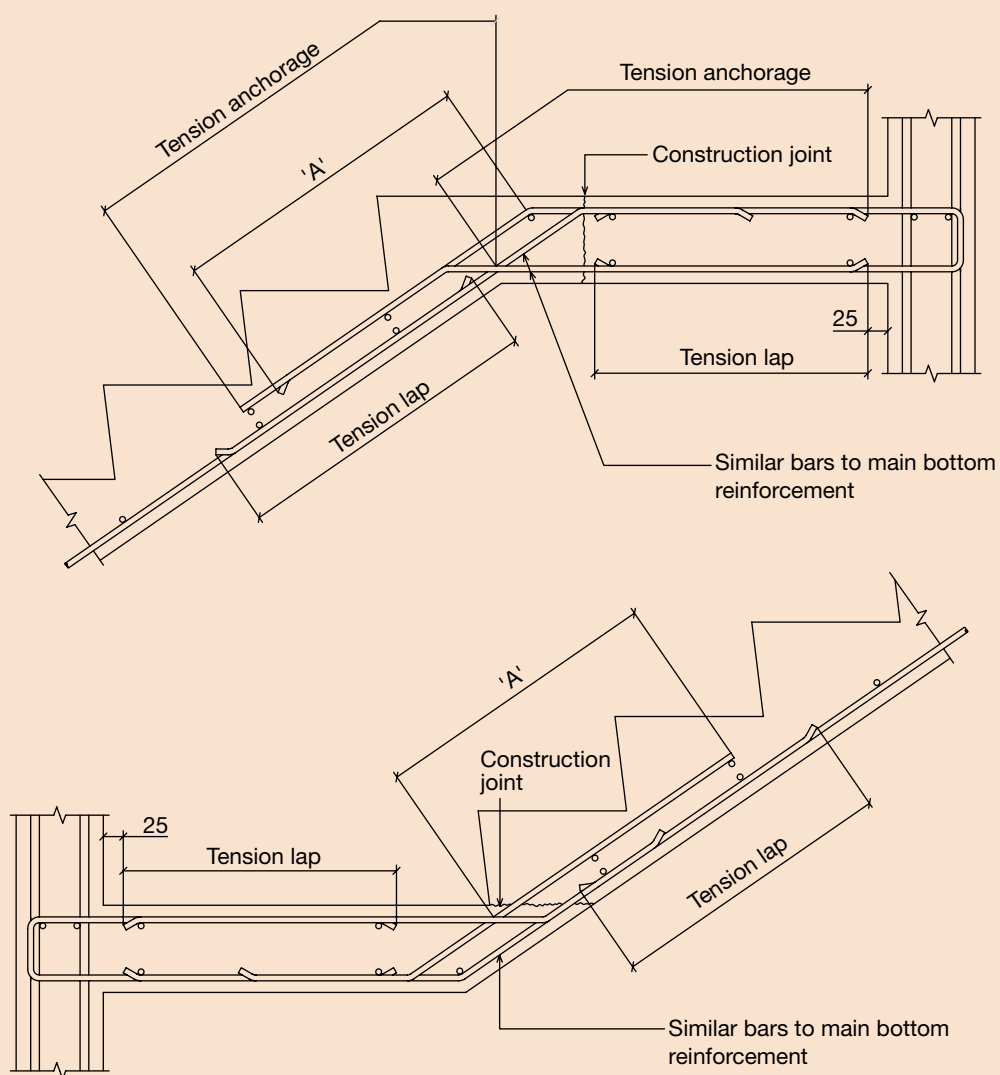 Tension anchorage
Tension anchorage
'A'
Construction joint
25
Tension lap
Tension lap
Similar bars to main bottom
reinforcement
'A'
Construction
joint
25
Tension lap
Tension lap
Similar bars to main bottom
reinforcement